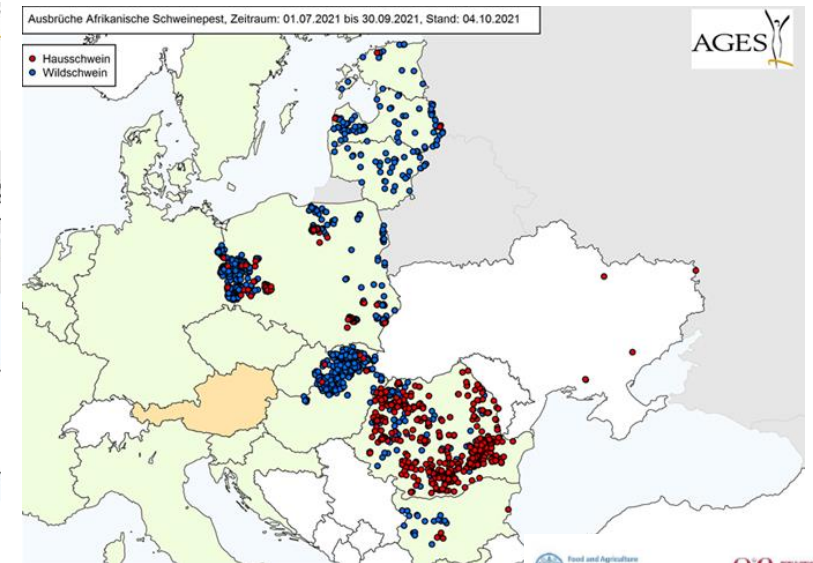 Ausbrüche Afrikanische Schweinepest, Zeitraum: 01.07.2021 bis 30.09.2021, Stand: 04.10.2021
AGES
Hausschwein
Wildschwein
Food and Agriculture